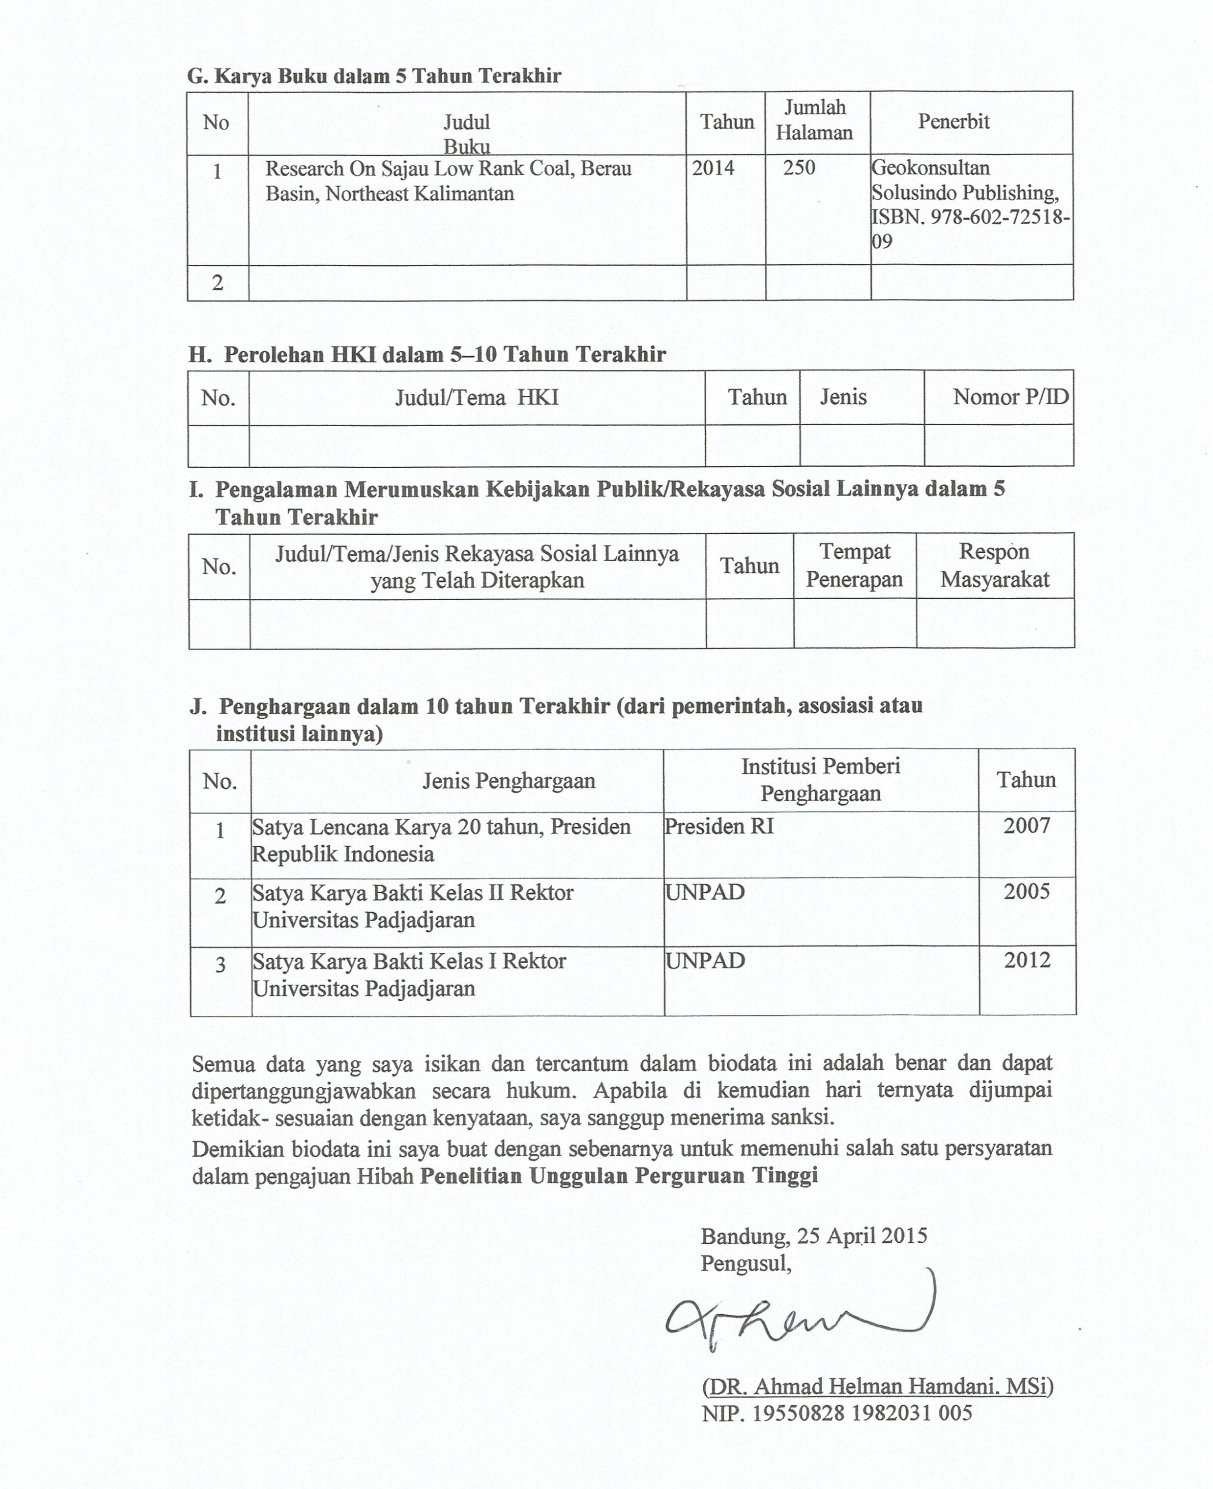 G. Karya Buku dalam 5 Tahun Terakhir
No Judul Buku Tahun Jumlah Halaman Penerbit
1 Research On Sajau Low Rank Coal, Berau 2014 250 Geokonsultan
Basin, Northeast Kalimantan Solusindo Publishing,
ISBN. 978-602-72518-
09
2
H. Perolehan HKI dalam 5–10 Tahun Terakhir
No. Judul/Tema HKI Tahun Jenis Nomor P/ID
I. Pengalaman Merumuskan Kebijakan Publik/Rekayasa Sosial Lainnya dalam 5
Tahun Terakhir
No. Judul/Tema/Jenis Rekayasa Sosial Lainnya yang Telah Diterapkan Tahun Tempat Penerapan Respon Masyarakat
J. Penghargaan dalam 10 tahun Terakhir (dari pemerintah, asosiasi atau
institusi lainnya)
No. Jenis Penghargaan Institusi Pemberi Penghargaan Tahun
1 Satya Lencana Karya 20 tahun, Presiden Presiden RI 2007
Republik Indonesia
2 Satya Karya Bakti Kelas II Rektor UNPAD 2005
Universitas Padjadjaran
3 Satya Karya Bakti Kelas I Rektor UNPAD 2012
Universitas Padjadjaran
Semua data yang saya isikan dan tercantum dalam biodata ini adalah benar dan dapat
dipertanggungjawabkan secara hukum. Apabila di kemudian hari ternyata dijumpai
ketidak- sesuaian dengan kenyataan, saya sanggup menerima sanksi.
Demikian biodata ini saya buat dengan sebenarnya untuk memenuhi salah satu persyaratan
dalam pengajuan Hibah Penelitian Unggulan Perguruan Tinggi
Bandung, 25 April 2015
Pengusul,
(DR. Ahmad Helman Hamdani. MSi)
NIP. 19550828 1982031 005